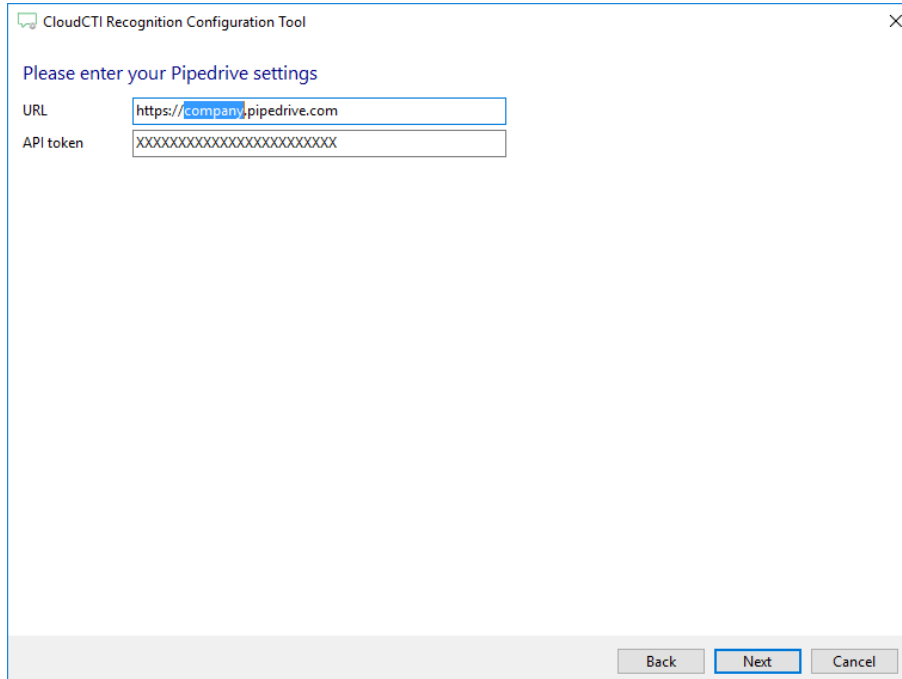 CloudCTI Recognition Configuration Tool
Please enter your Pipedrive settings
URL https://company.pipedrive.com
API token XXXXXXXXXXXXXXXXXXXXXXXX
Back Next Cancel